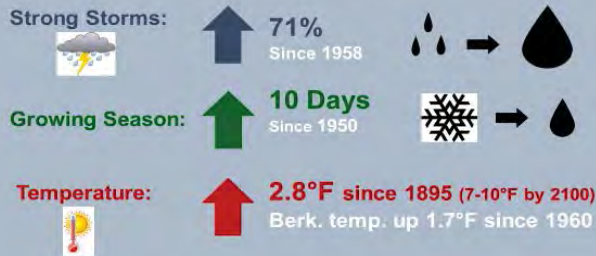 Strong Storms:
71%
Since 1958
Growing Season:
10 Days
Since 1950
Temperature:
2.8°F since 1895 (7-10°F by 2100)
Berk. temp. up 1.7°F since 1960